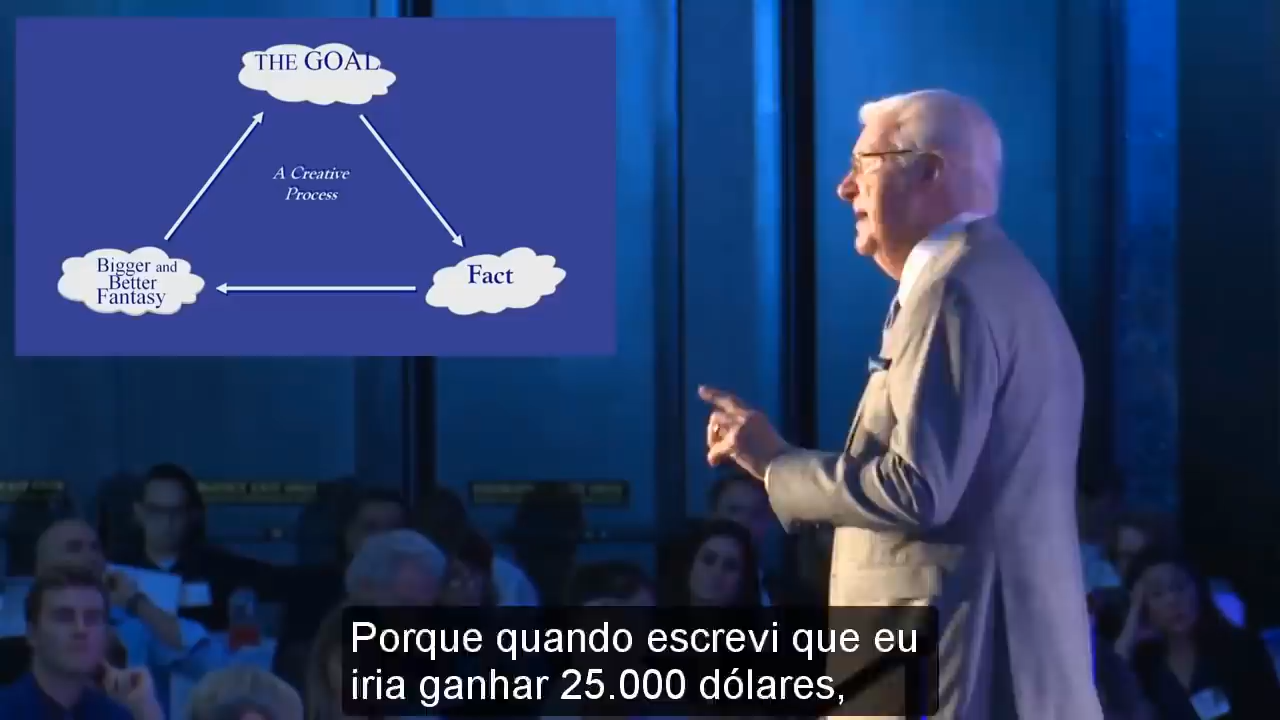 THE GOAL
A Creative
Process
Bigger and
Better
Fantasy
Fact
Porque quando escrevi que eu
iria ganhar 25.000 dólares,